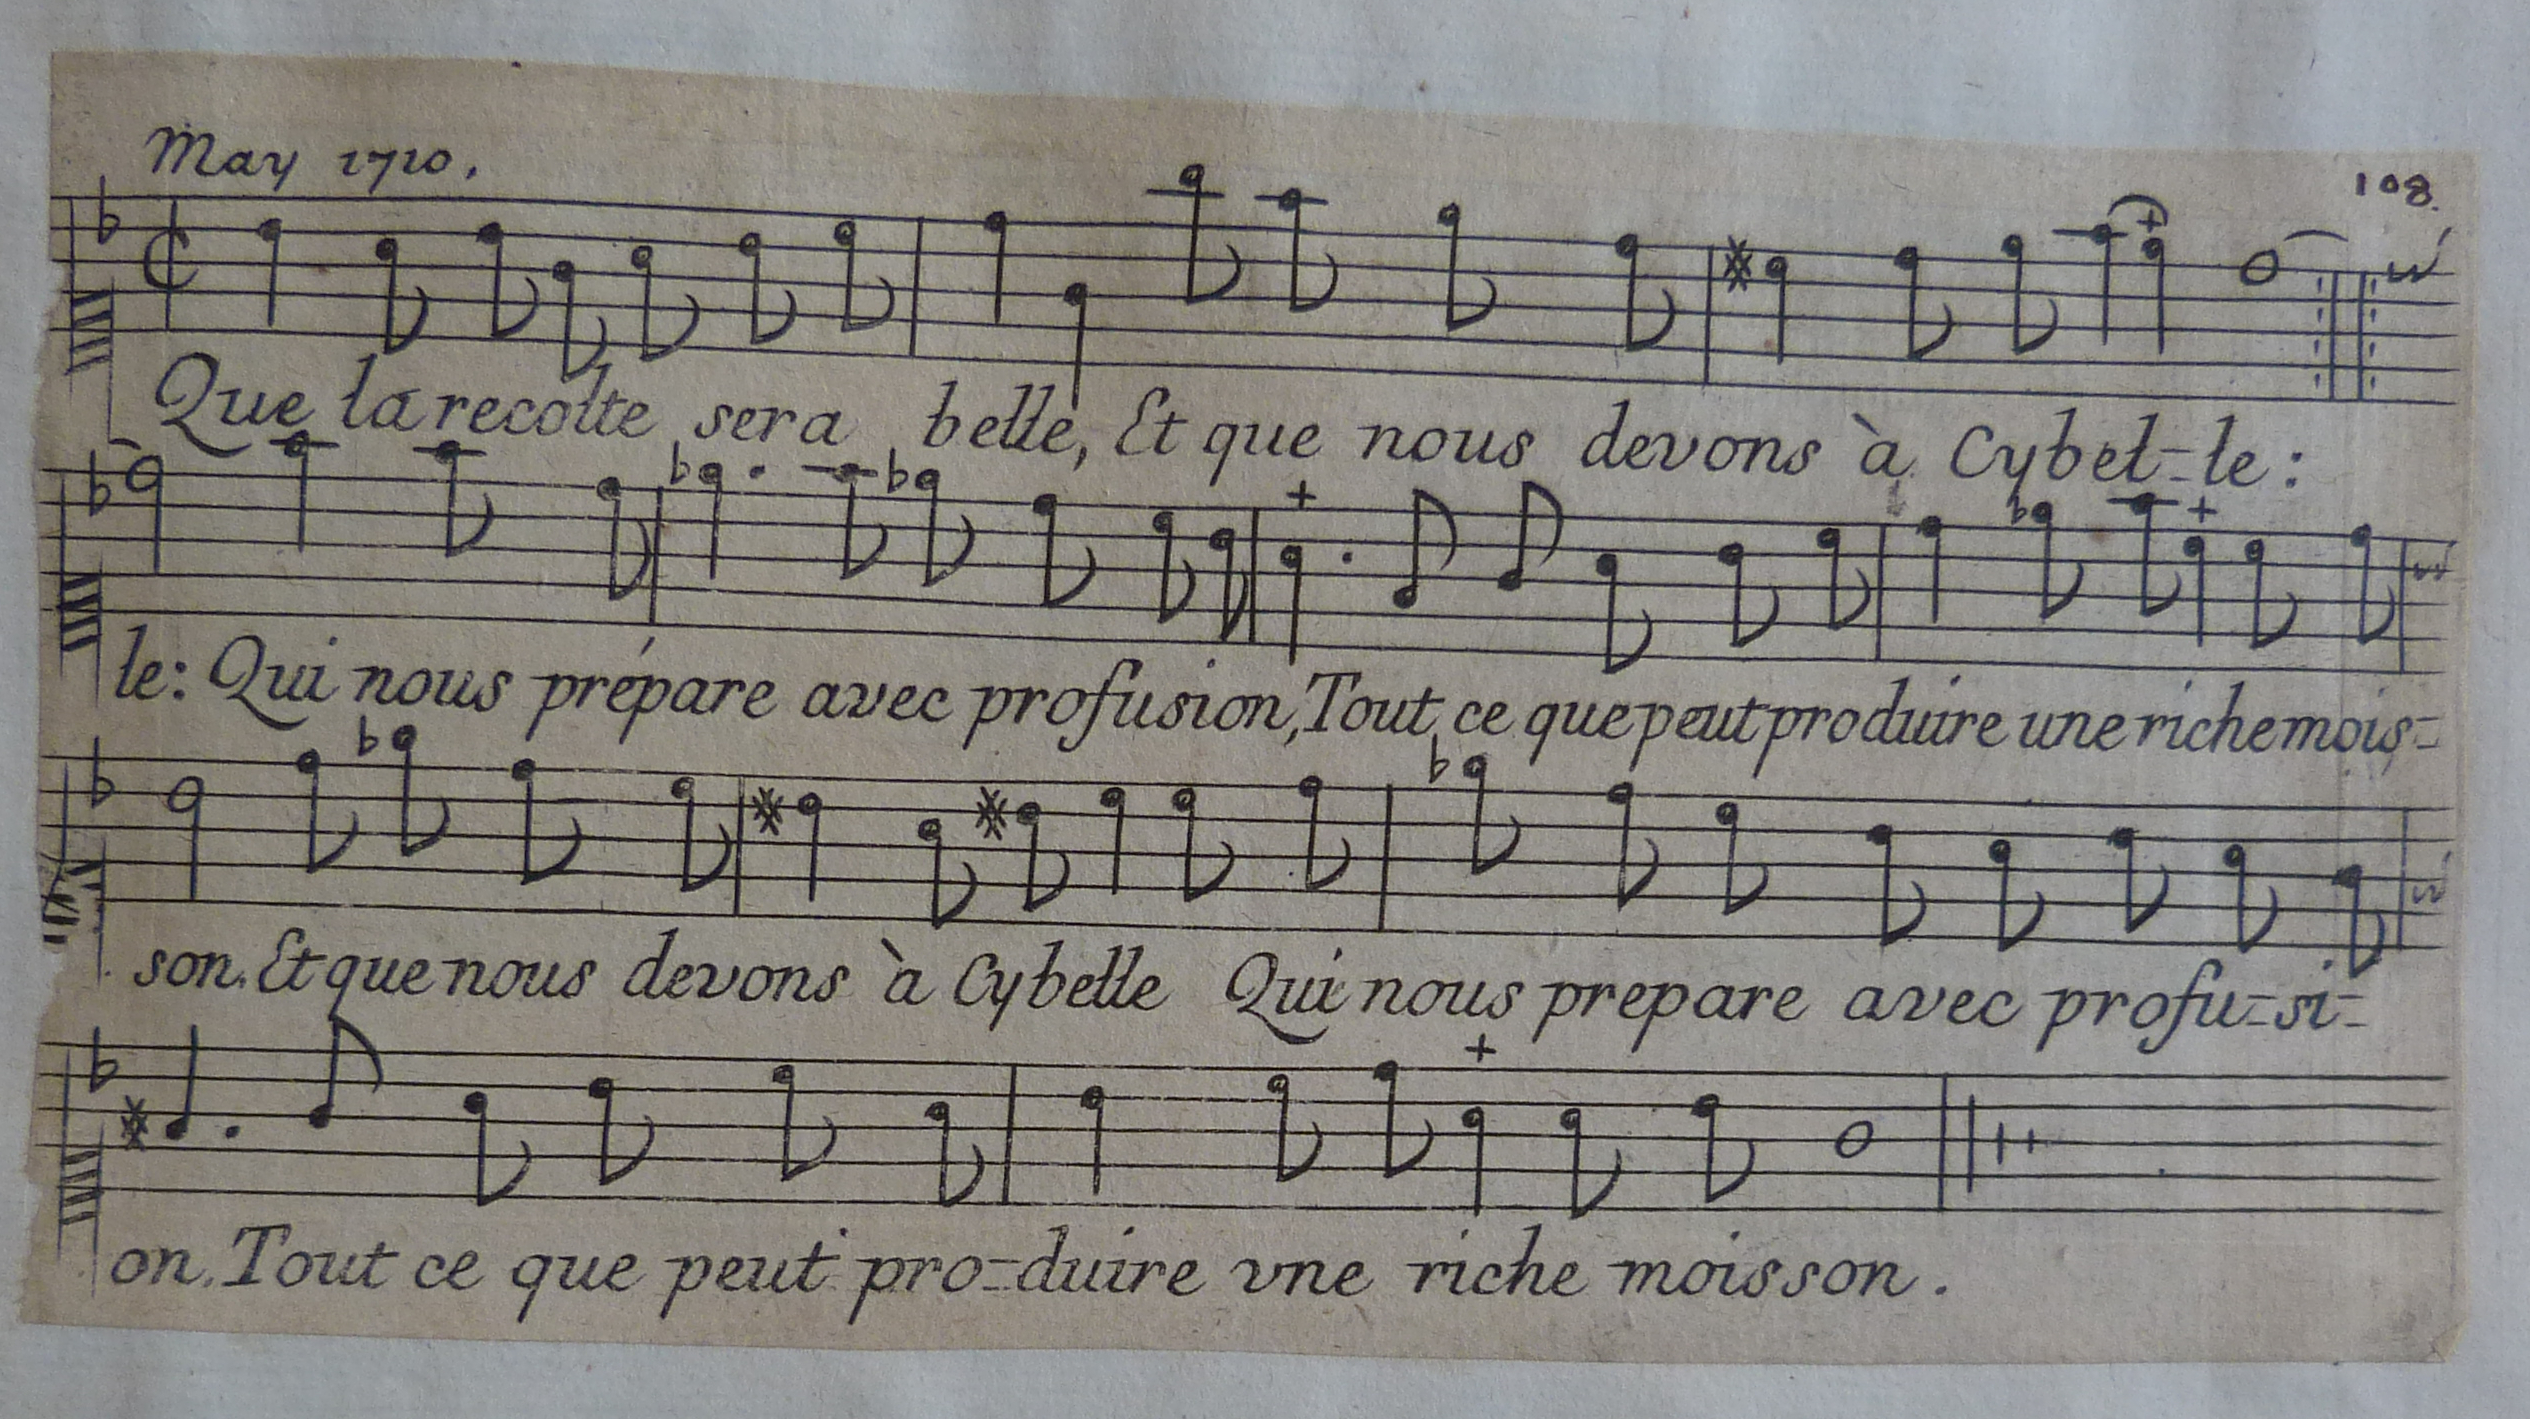 May 1710.
108.
Que la recolte sera belle, Et que nous devons à Cybel-le:
le: Qui nous prépare avec profusion, Tout ce que peut produire une riche mois-
son. Et que nous devons à Cybelle Qui nous prepare avec profu-si-
on. Tout ce que peut pro-duire vne riche moisson.